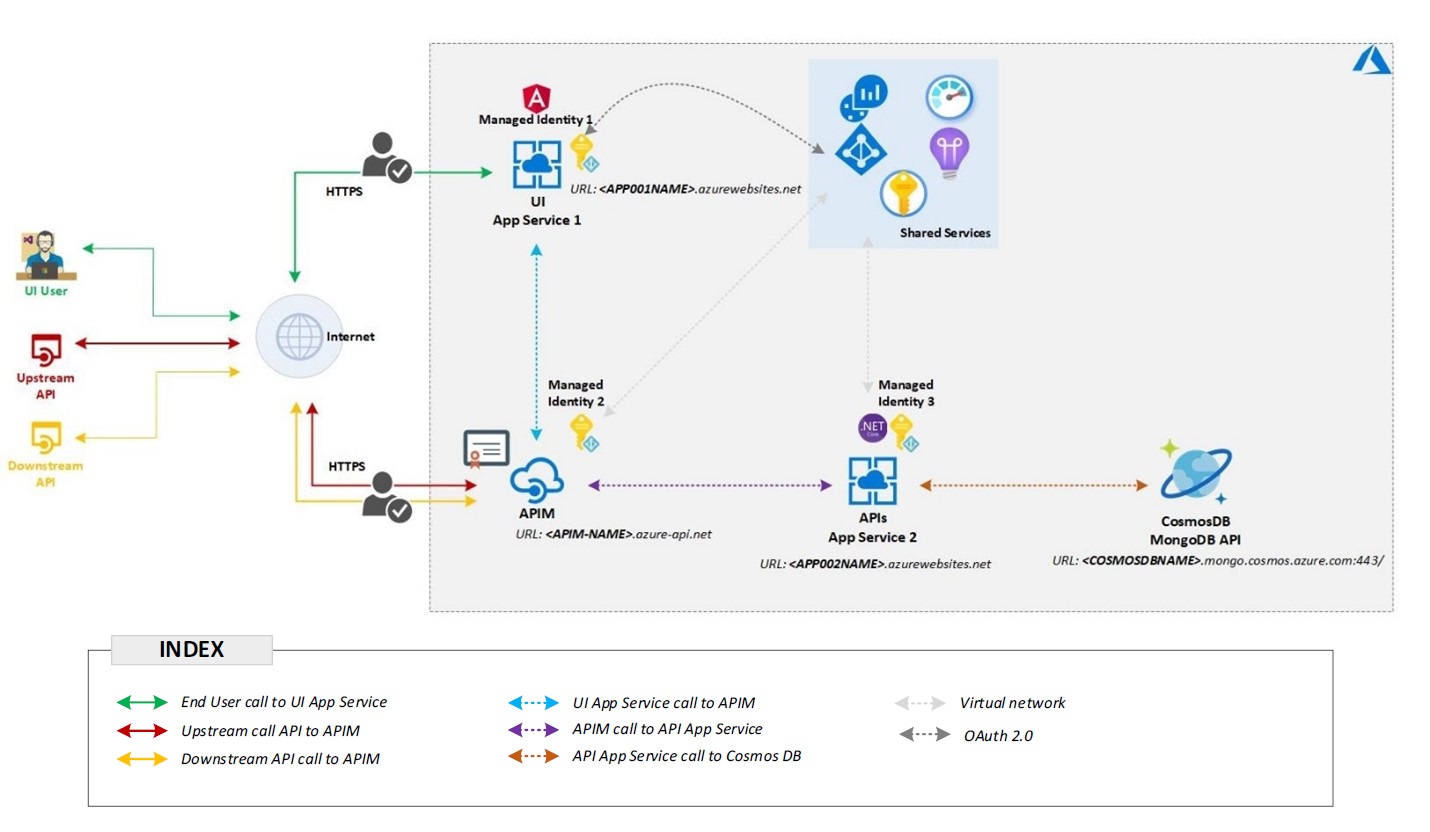 Managed Identity 1
HTTPS
URL: <APP001NAME>.azurewebsites.net
UI
App Service 1
Shared Services
UI User
Internet
Upstream
API
Downstream
API
Managed
Identity 2
Managed
Identity 3
.NET
Core
HTTPS
APIM
URL: <APIM-NAME>.azure-api.net
APIs
App Service 2
URL: <APP002NAME>.azurewebsites.net
CosmosDB
MongoDB API
URL: <COSMOSDBNAME>.mongo.cosmos.azure.com:443/
INDEX
End User call to UI App Service
Upstream call API to APIM
Downstream API call to APIM
UI App Service call to APIM
APIM call to API App Service
API App Service call to Cosmos DB
Virtual network
OAuth 2.0